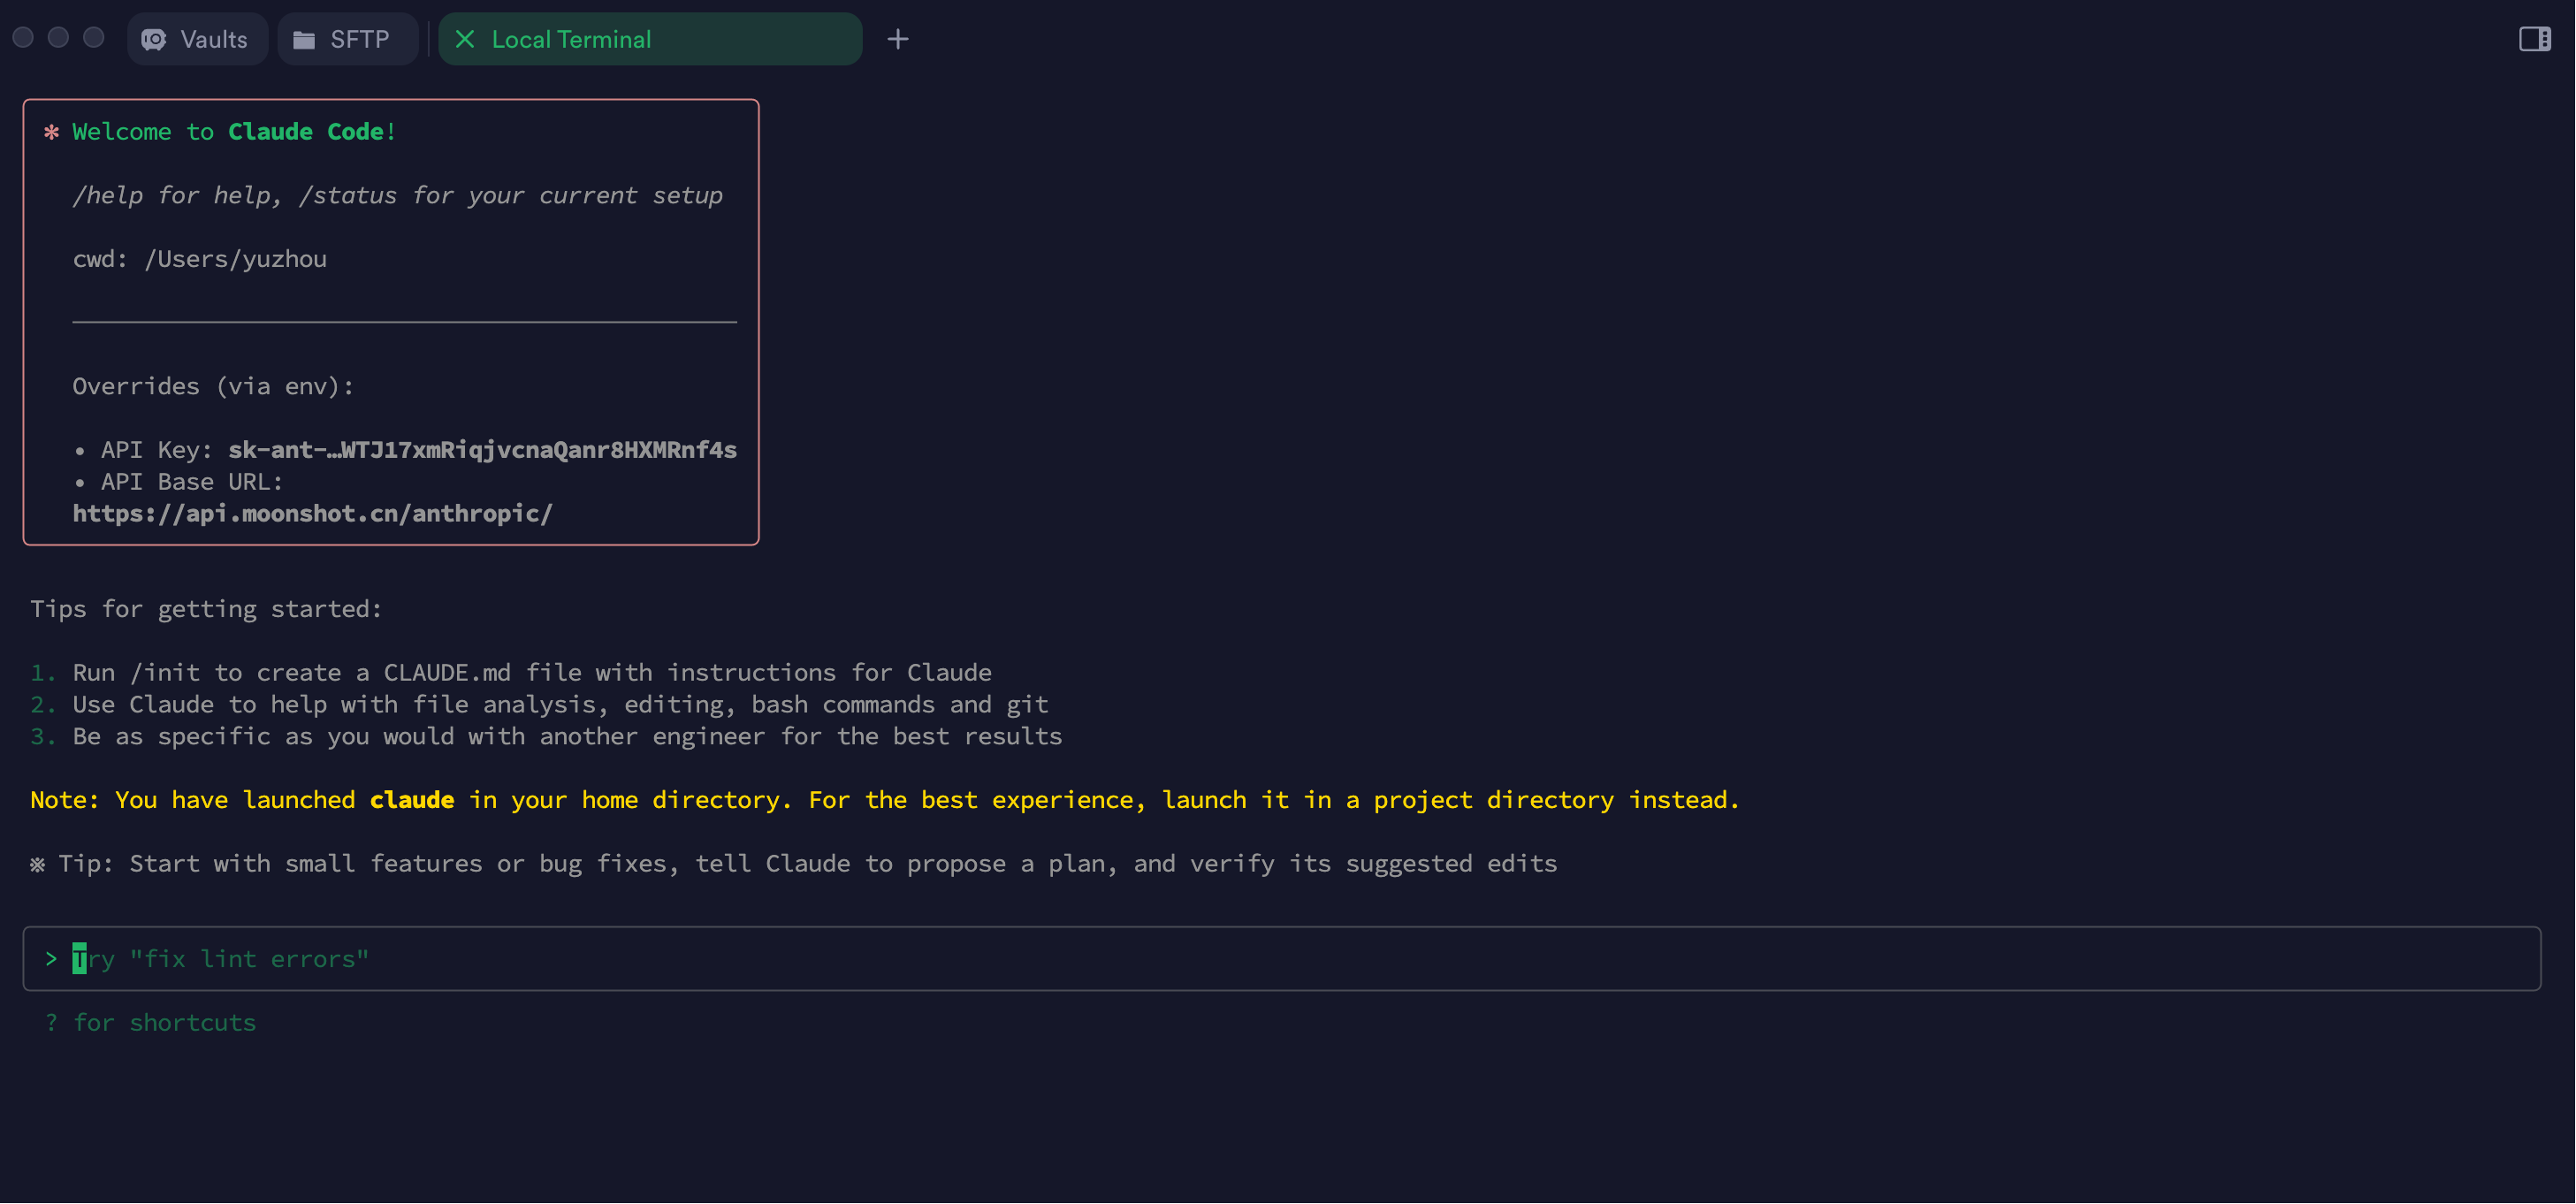 Vaults SFTP Local Terminal
* Welcome to Claude Code!
/help for help, /status for your current setup
cwd: /Users/yuzhou
Overrides (via env):
• API Key: sk-ant-…WTJ17xmRiqjvcnaQanr8HXMRnf4s
• API Base URL:
https://api.moonshot.cn/anthropic/
Tips for getting started:
1. Run /init to create a CLAUDE.md file with instructions for Claude
2. Use Claude to help with file analysis, editing, bash commands and git
3. Be as specific as you would with another engineer for the best results
Note: You have launched claude in your home directory. For the best experience, launch it in a project directory instead.
※ Tip: Start with small features or bug fixes, tell Claude to propose a plan, and verify its suggested edits
> Try "fix lint errors"
? for shortcuts